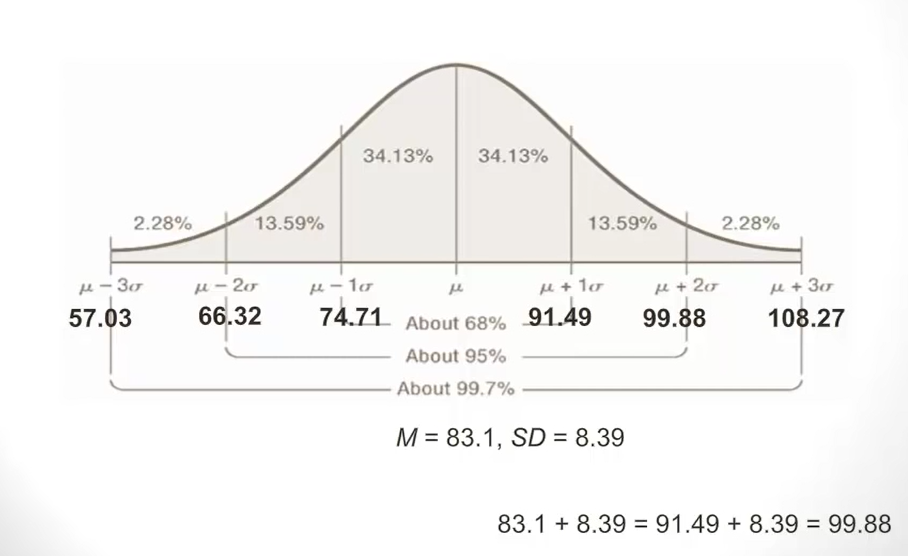 34.13% 34.13%
2.28% 13.59% 13.59% 2.28%
μ − 3σ μ − 2σ μ − 1σ μ μ + 1σ μ + 2σ μ + 3σ
57.03 66.32 74.71 About 68% 91.49 99.88 108.27
About 95%
About 99.7%
M = 83.1, SD = 8.39
83.1 + 8.39 = 91.49 + 8.39 = 99.88